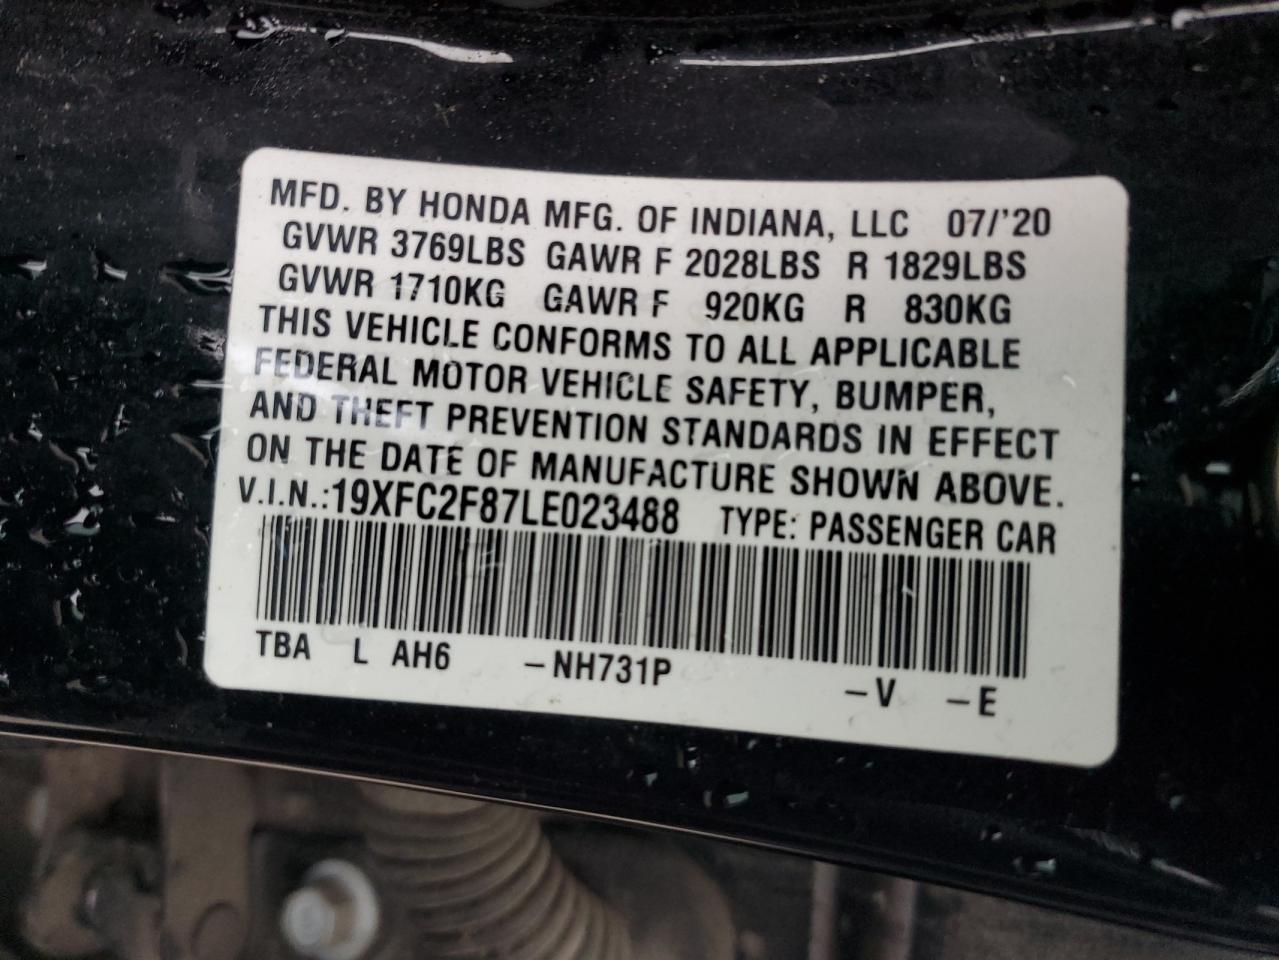 MFD. BY HONDA MFG. OF INDIANA, LLC 07/'20
GVWR 3769LBS GAWR F 2028LBS R 1829LBS
GVWR 1710KG GAWR F 920KG R 830KG
THIS VEHICLE CONFORMS TO ALL APPLICABLE
FEDERAL MOTOR VEHICLE SAFETY, BUMPER,
AND THEFT PREVENTION STANDARDS IN EFFECT
ON THE DATE OF MANUFACTURE SHOWN ABOVE.
V.I.N.:19XFC2F87LE023488 TYPE: PASSENGER CAR
TBA L AH6 -NH731P -V -E